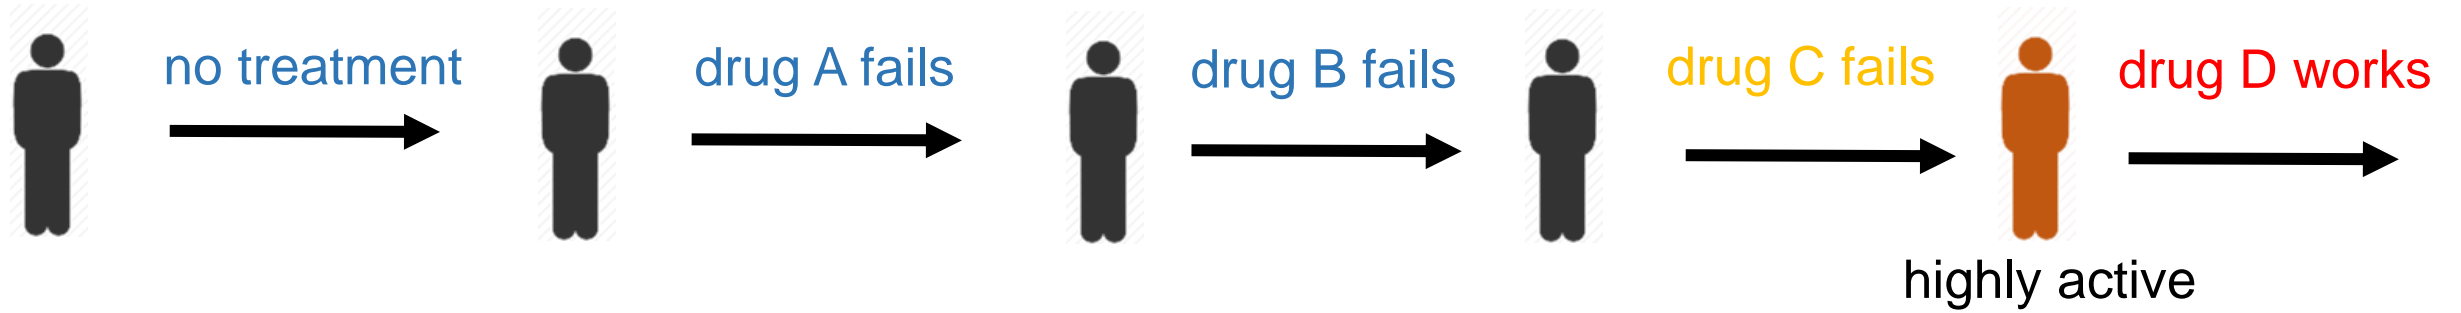 no treatment
drug A fails
drug B fails
drug C fails
drug D works
highly active